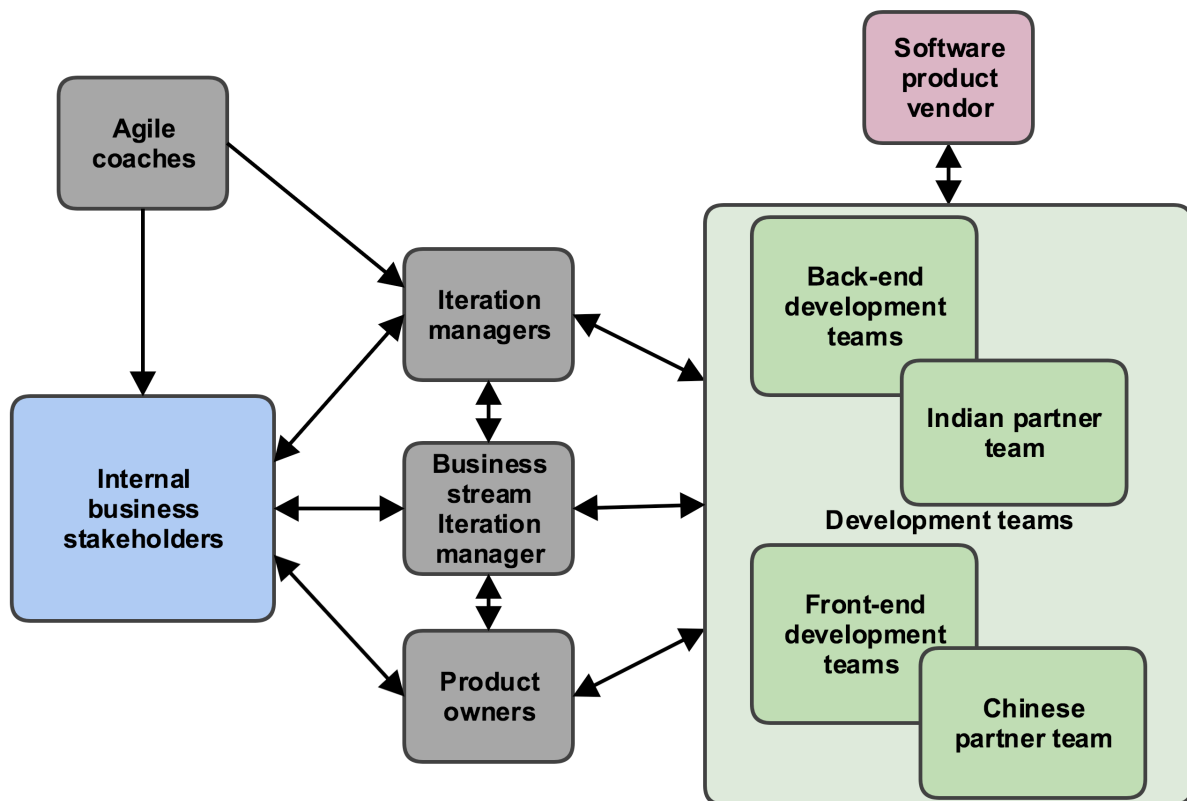 Software
product
vendor
Agile
coaches
Iteration
managers
Back-end
development
teams
Indian partner
team
Internal
business
stakeholders
Business
stream
Iteration
manager
Development teams
Front-end
development
teams
Product
owners
Chinese
partner team